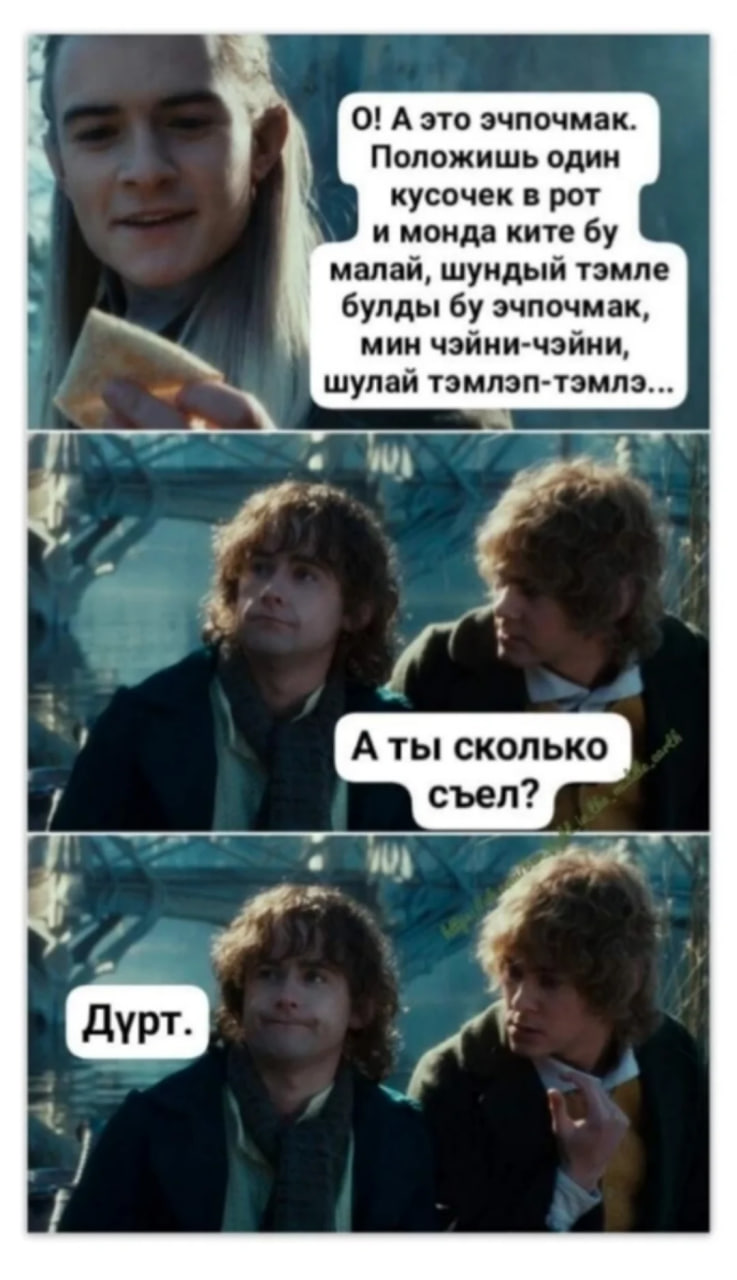 О! А это эчпочмак.
Положишь один
кусочек в рот
и монда ките бу
малай, шундый тэмле
булды бу эчпочмак,
мин чэйни-чэйни,
шулай тэмлэп-тэмлэ...
А ты сколько
съел?
Дүрт.